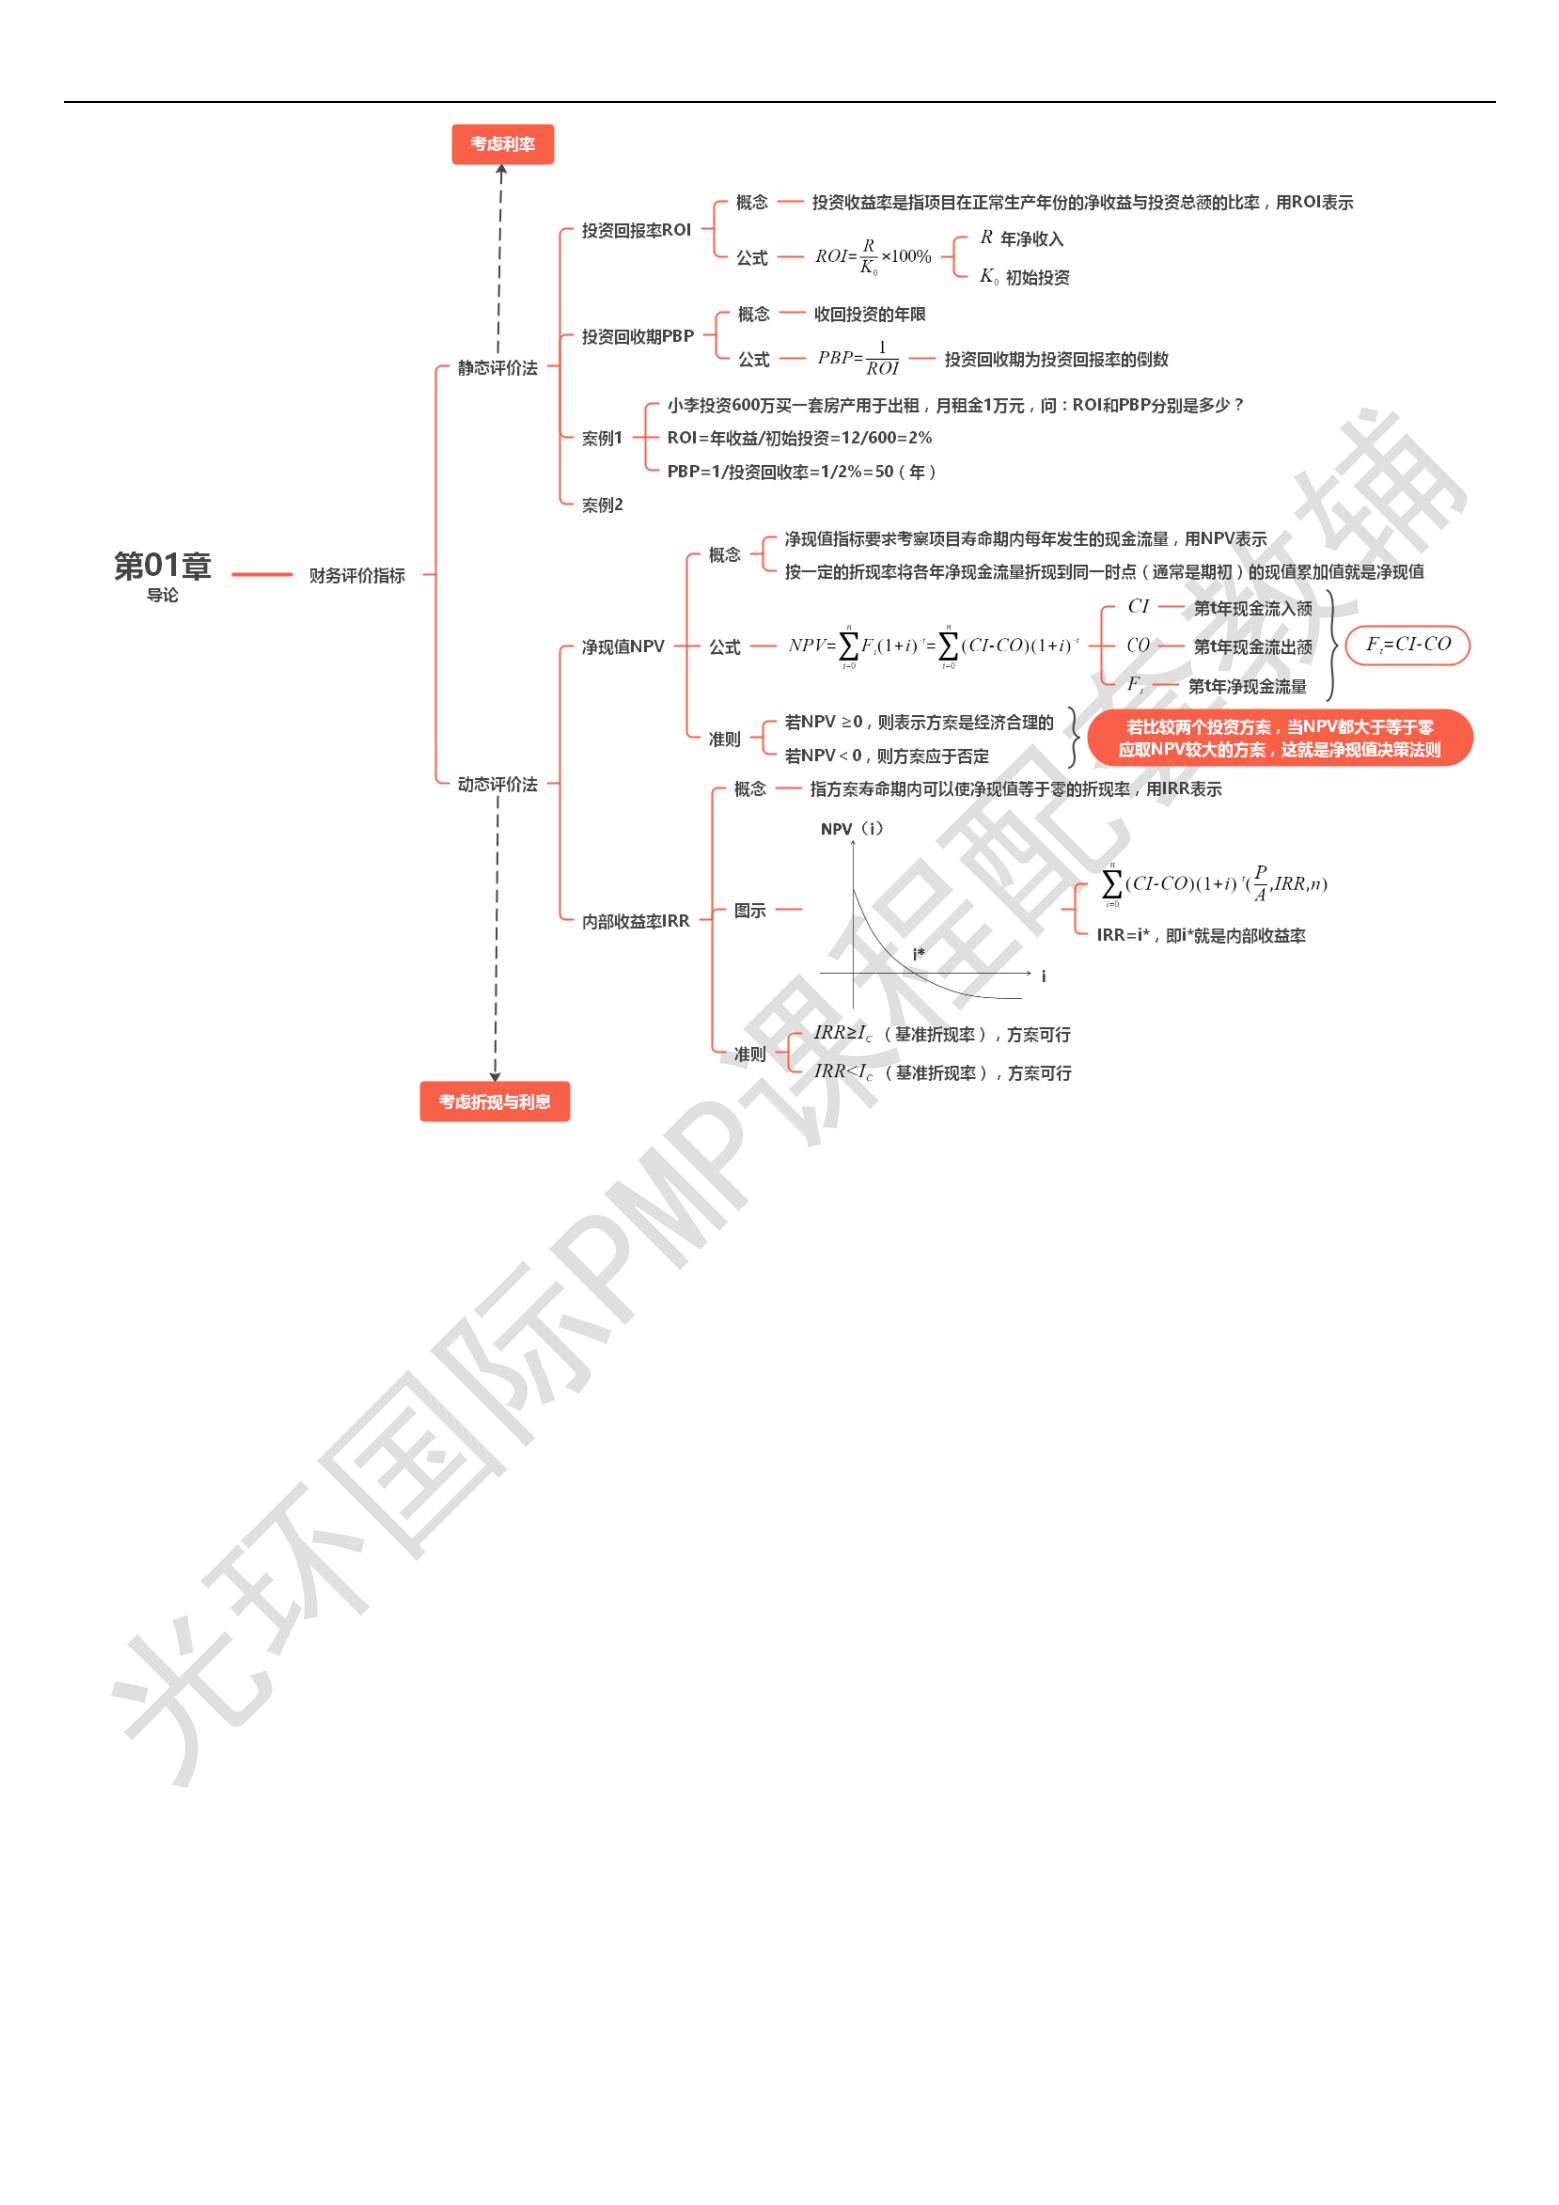 考虑利率
投资回报率ROI
概念
投资收益率是指项目在正常生产年份的净收益与投资总额的比率，用ROI表示
公式
ROI=R/K₀×100%
R 年净收入
K₀ 初始投资
投资回收期PBP
概念
收回投资的年限
公式
PBP=1/ROI
投资回收期为投资回报率的倒数
静态评价法
案例1
小李投资600万买一套房产用于出租，月租金1万元，问：ROI和PBP分别是多少？
ROI=年收益/初始投资=12/600=2%
PBP=1/投资回收率=1/2%=50（年）
案例2
第01章
导论
财务评价指标
净现值NPV
概念
净现值指标要求考察项目寿命期内每年发生的现金流量，用NPV表示
按一定的折现率将各年净现金流量折现到同一时点（通常是期初）的现值累加值就是净现值
公式
NPV=∑ⁿₜ₌₀Fₜ(1+i)⁻ᵗ=∑ⁿₜ₌₀(CI-CO)(1+i)⁻ᵗ
CI 第t年现金流入额
CO 第t年现金流出额
Fₜ 第t年净现金流量
Fₜ=CI-CO
准则
若NPV ≥0，则表示方案是经济合理的
若NPV＜0，则方案应于否定
若比较两个投资方案，当NPV都大于等于零
应取NPV较大的方案，这就是净现值决策法则
动态评价法
内部收益率IRR
概念
指方案寿命期内可以使净现值等于零的折现率，用IRR表示
图示
NPV（i）
i*
i
∑ⁿᵢ₌₀(CI-CO)(1+i)⁻ᵗ(P/A,IRR,n)
IRR=i*，即i*就是内部收益率
准则
IRR≥I_C（基准折现率），方案可行
IRR<I_C（基准折现率），方案可行
考虑折现与利息
光环国际PMP课程配套教辅